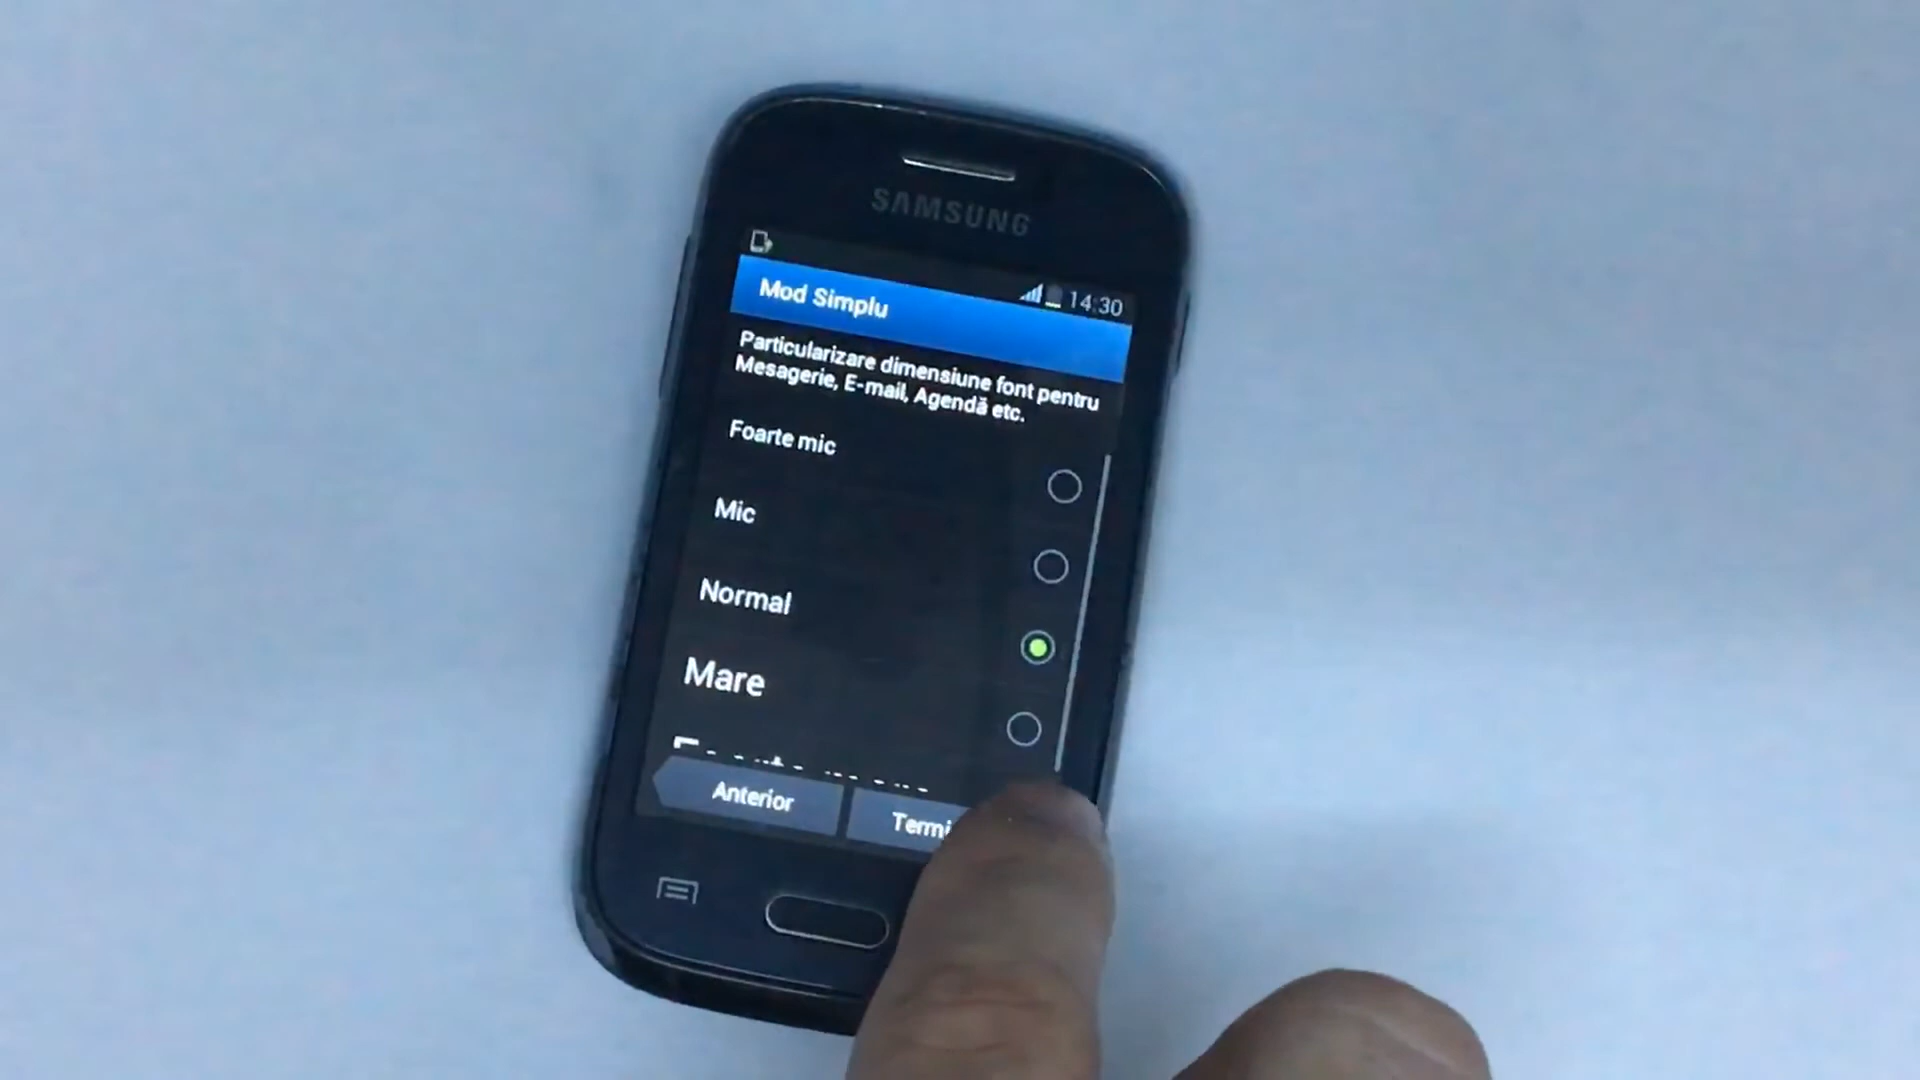 SAMSUNG
14:30
Mod Simplu
Particularizare dimensiune font pentru
Mesagerie, E-mail, Agendă etc.
Foarte mic
Mic
Normal
Mare
Anterior